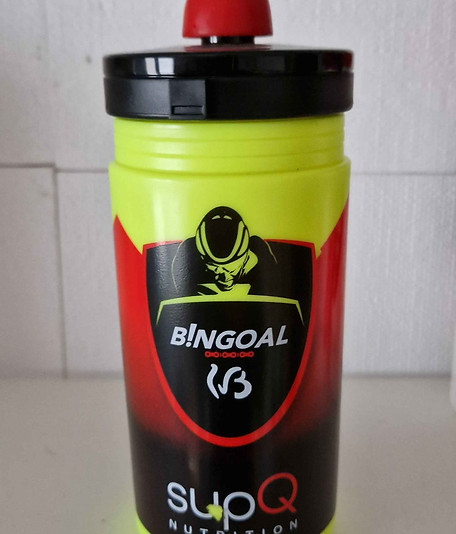 B!NGOAL
WB
supQ
NUTRITION